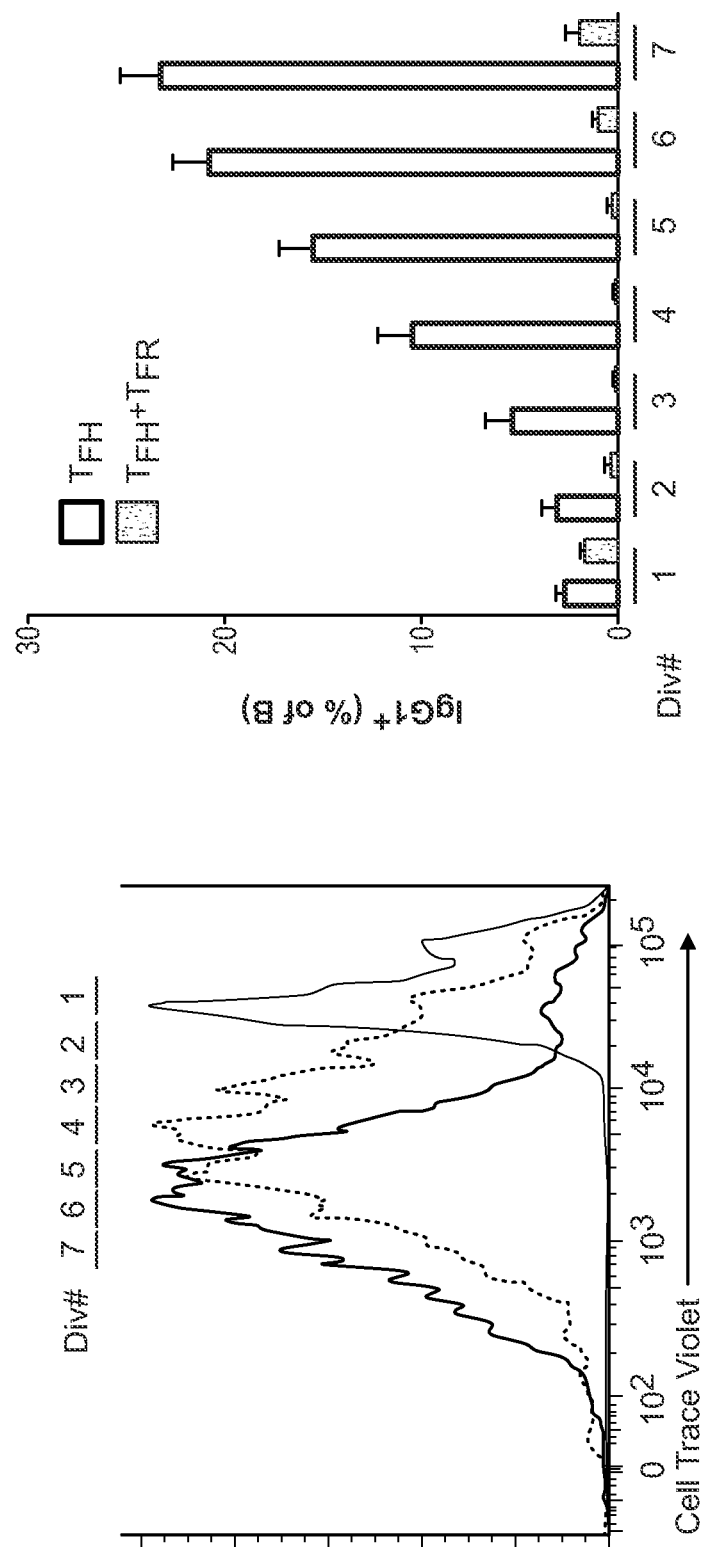 Div# 7 6 5 4 3 2 1
0 10² 10³ 10⁴ 10⁵
Cell Trace Violet
30
20
10
0
IgG1⁺ (% of B)
TFH
TFH+TFR
Div# 1 2 3 4 5 6 7